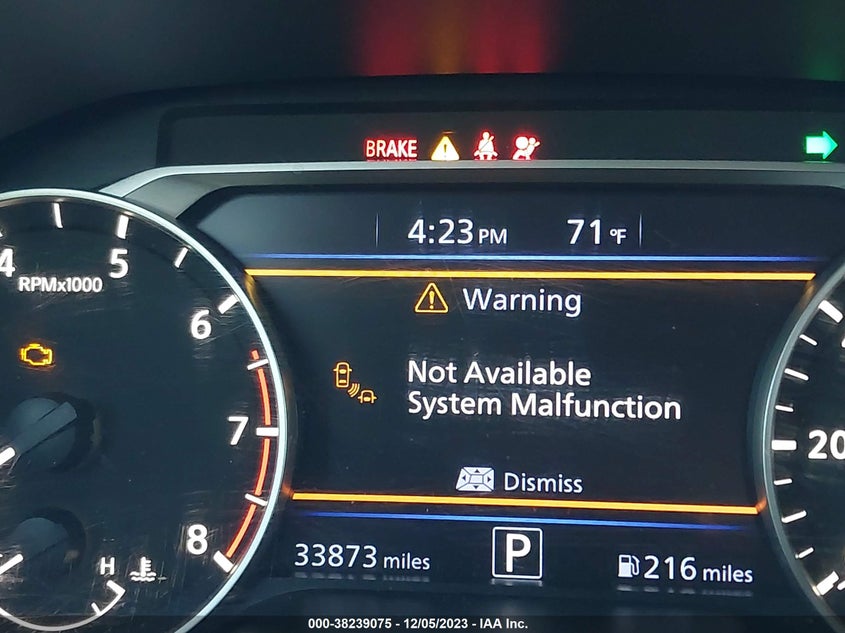 BRAKE
4:23 PM 71 °F
4
5
RPMx1000
Warning
6
Not Available
System Malfunction
7
20
Dismiss
8
33873 miles
P
216 miles
H
000-38239075 - 12/05/2023 - IAA Inc.